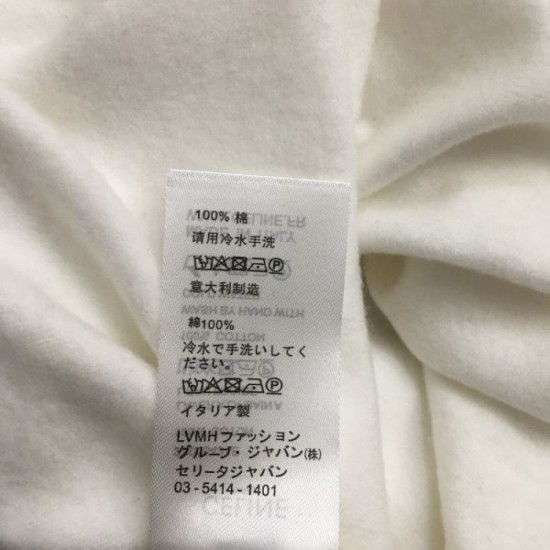 100% 棉
请用冷水手洗
意大利制造
綿100%
冷水で手洗いしてく
ださい。
イタリア製
LVMHファッション
グループ・ジャパン(株)
セリータジャパン
03-5414-1401